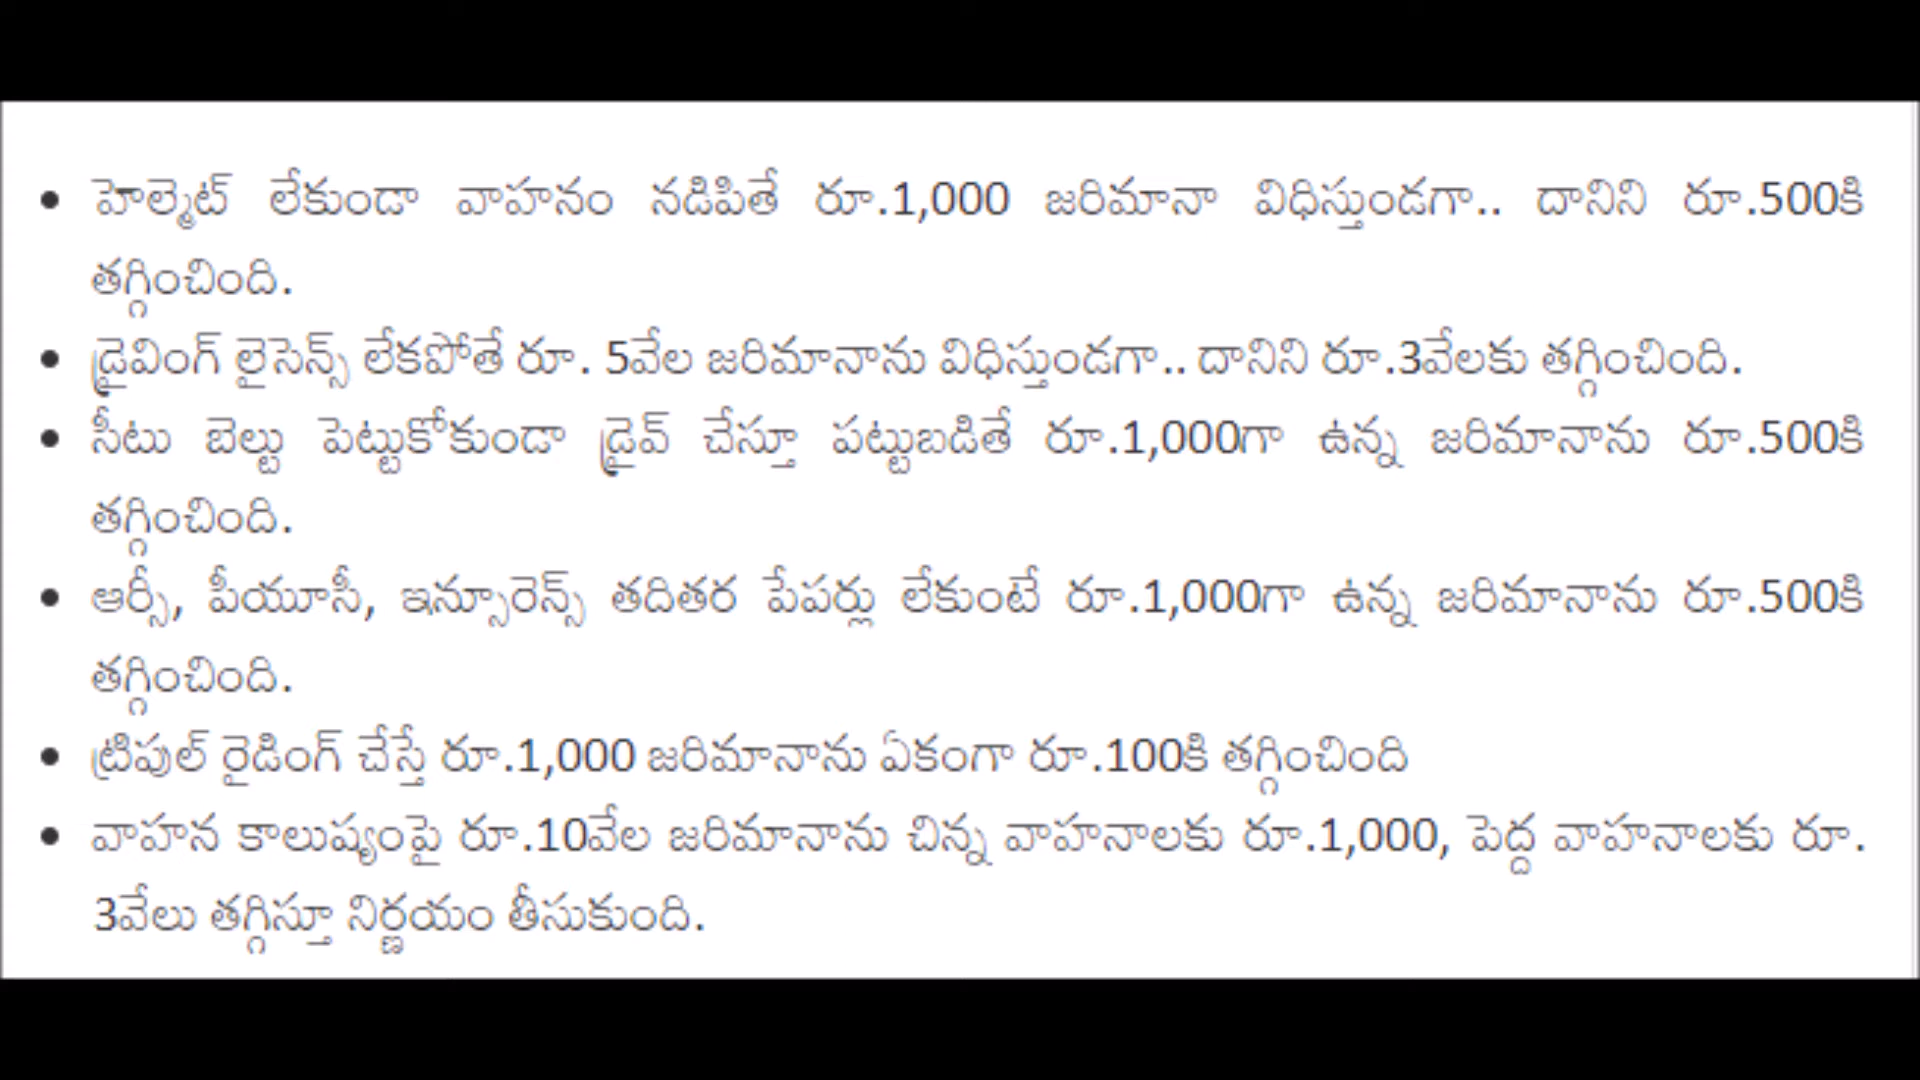 • హెల్మెట్ లేకుండా వాహనం నడిపితే రూ.1,000 జరిమానా విధిస్తుండగా.. దానిని రూ.500కి
తగ్గించింది.
• డ్రైవింగ్ లైసెన్స్ లేకపోతే రూ. 5వేల జరిమానాను విధిస్తుండగా.. దానిని రూ.3వేలకు తగ్గించింది.
• సీటు బెల్టు పెట్టుకోకుండా డ్రైవ్ చేస్తూ పట్టుబడితే రూ.1,000గా ఉన్న జరిమానాను రూ.500కి
తగ్గించింది.
• ఆర్సీ, పీయూసీ, ఇన్సూరెన్స్ తదితర పేపర్లు లేకుంటే రూ.1,000గా ఉన్న జరిమానాను రూ.500కి
తగ్గించింది.
• ట్రిపుల్ రైడింగ్ చేస్తే రూ.1,000 జరిమానాను ఏకంగా రూ.100కి తగ్గించింది
• వాహన కాలుష్యంపై రూ.10వేల జరిమానాను చిన్న వాహనాలకు రూ.1,000, పెద్ద వాహనాలకు రూ.
3వేలు తగ్గిస్తూ నిర్ణయం తీసుకుంది.